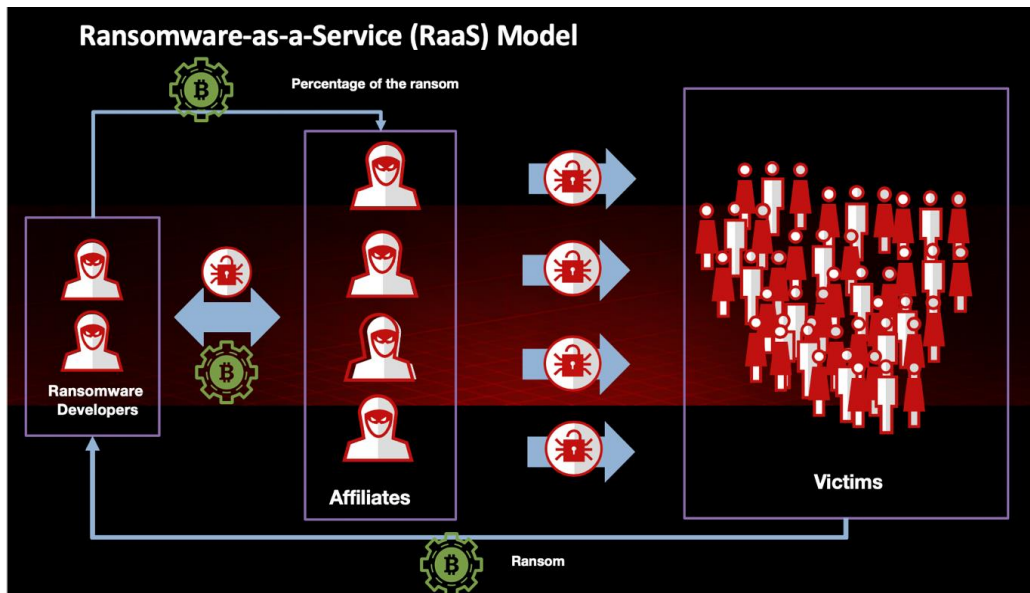 Ransomware-as-a-Service (RaaS) Model
Percentage of the ransom
Ransomware
Developers
Affiliates
Victims
Ransom